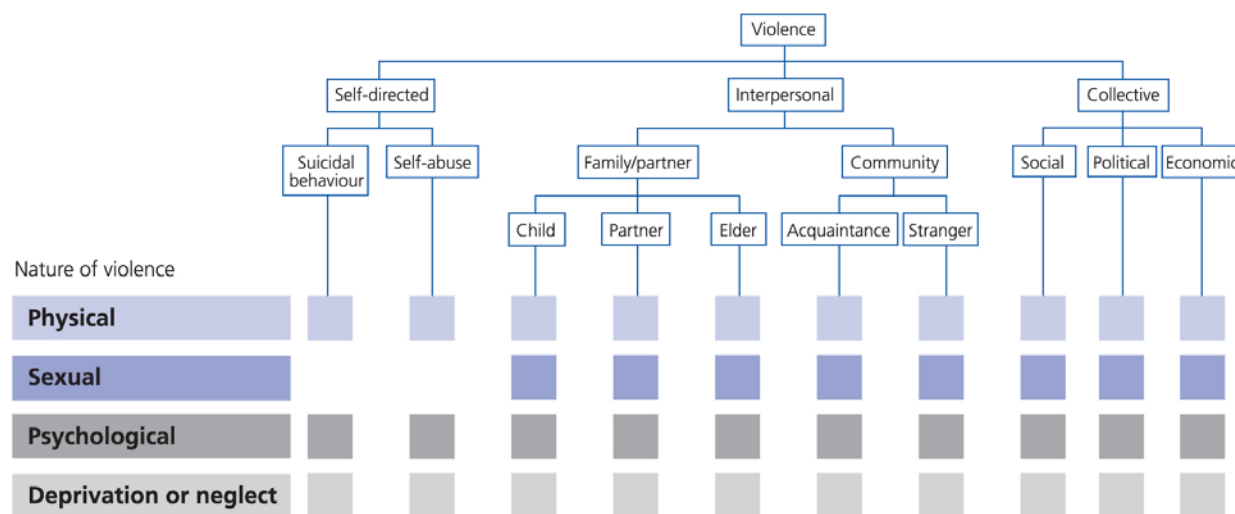 Violence
Self-directed
Interpersonal
Collective
Suicidal
behaviour
Self-abuse
Family/partner
Community
Social
Political
Economic
Child
Partner
Elder
Acquaintance
Stranger
Nature of violence
Physical
Sexual
Psychological
Deprivation or neglect